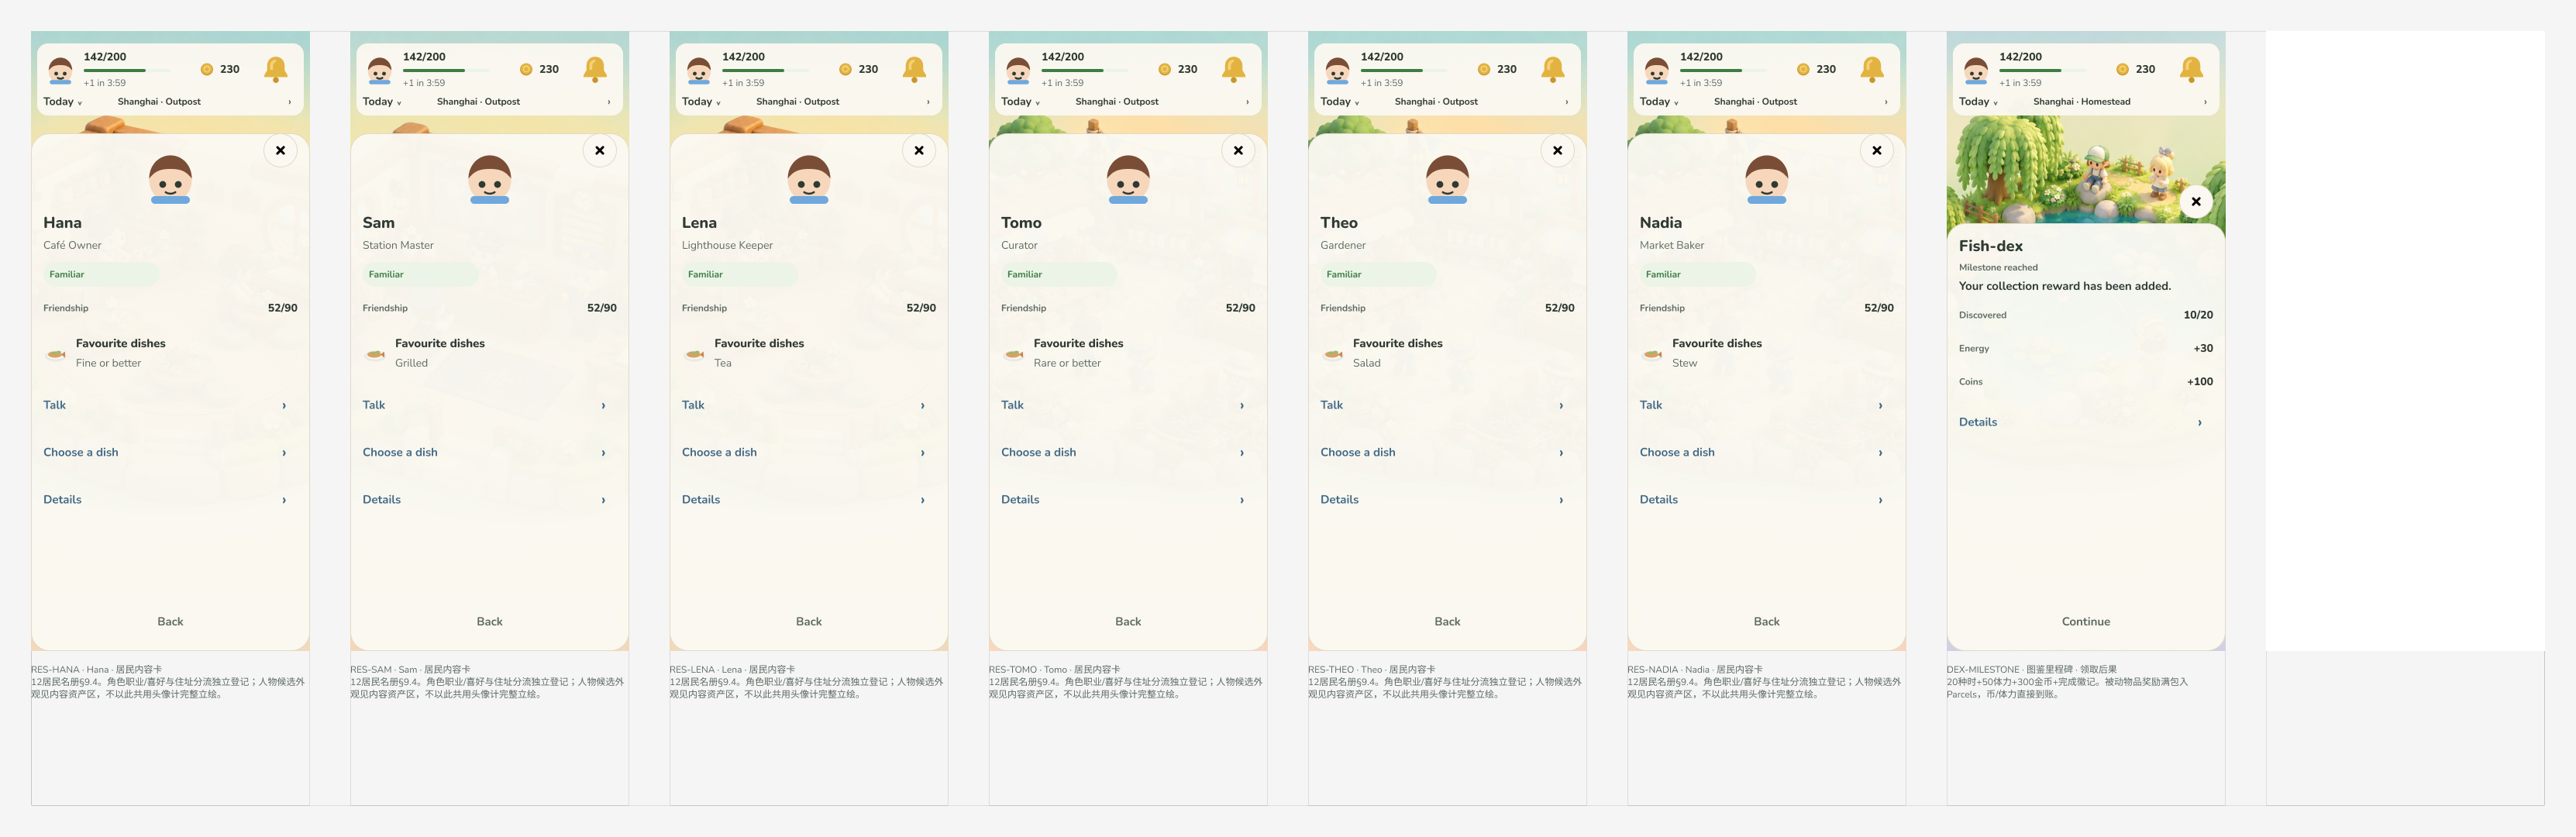 142/200
230
+1 in 3:59
Today ˅
Shanghai · Outpost
›
×
Hana
Café Owner
Familiar
Friendship
52/90
Favourite dishes
Fine or better
Talk
›
Choose a dish
›
Details
›
Back
RES-HANA · Hana · 居民内容卡
12居民名册§9.4。角色职业/喜好与住址分流独立登记；人物候选外
观见内容资产区，不以此共用头像计完整立绘。
142/200
230
+1 in 3:59
Today ˅
Shanghai · Outpost
›
×
Sam
Station Master
Familiar
Friendship
52/90
Favourite dishes
Grilled
Talk
›
Choose a dish
›
Details
›
Back
RES-SAM · Sam · 居民内容卡
12居民名册§9.4。角色职业/喜好与住址分流独立登记；人物候选外
观见内容资产区，不以此共用头像计完整立绘。
142/200
230
+1 in 3:59
Today ˅
Shanghai · Outpost
›
×
Lena
Lighthouse Keeper
Familiar
Friendship
52/90
Favourite dishes
Tea
Talk
›
Choose a dish
›
Details
›
Back
RES-LENA · Lena · 居民内容卡
12居民名册§9.4。角色职业/喜好与住址分流独立登记；人物候选外
观见内容资产区，不以此共用头像计完整立绘。
142/200
230
+1 in 3:59
Today ˅
Shanghai · Outpost
›
×
Tomo
Curator
Familiar
Friendship
52/90
Favourite dishes
Rare or better
Talk
›
Choose a dish
›
Details
›
Back
RES-TOMO · Tomo · 居民内容卡
12居民名册§9.4。角色职业/喜好与住址分流独立登记；人物候选外
观见内容资产区，不以此共用头像计完整立绘。
142/200
230
+1 in 3:59
Today ˅
Shanghai · Outpost
›
×
Theo
Gardener
Familiar
Friendship
52/90
Favourite dishes
Salad
Talk
›
Choose a dish
›
Details
›
Back
RES-THEO · Theo · 居民内容卡
12居民名册§9.4。角色职业/喜好与住址分流独立登记；人物候选外
观见内容资产区，不以此共用头像计完整立绘。
142/200
230
+1 in 3:59
Today ˅
Shanghai · Outpost
›
×
Nadia
Market Baker
Familiar
Friendship
52/90
Favourite dishes
Stew
Talk
›
Choose a dish
›
Details
›
Back
RES-NADIA · Nadia · 居民内容卡
12居民名册§9.4。角色职业/喜好与住址分流独立登记；人物候选外
观见内容资产区，不以此共用头像计完整立绘。
142/200
230
+1 in 3:59
Today ˅
Shanghai · Homestead
›
×
Fish-dex
Milestone reached
Your collection reward has been added.
Discovered
10/20
Energy
+30
Coins
+100
Details
›
Continue
DEX-MILESTONE · 图鉴里程碑 · 领取后果
20种时+50体力+300金币+完成徽记。被动物品奖励满包入
Parcels，币/体力直接到账。